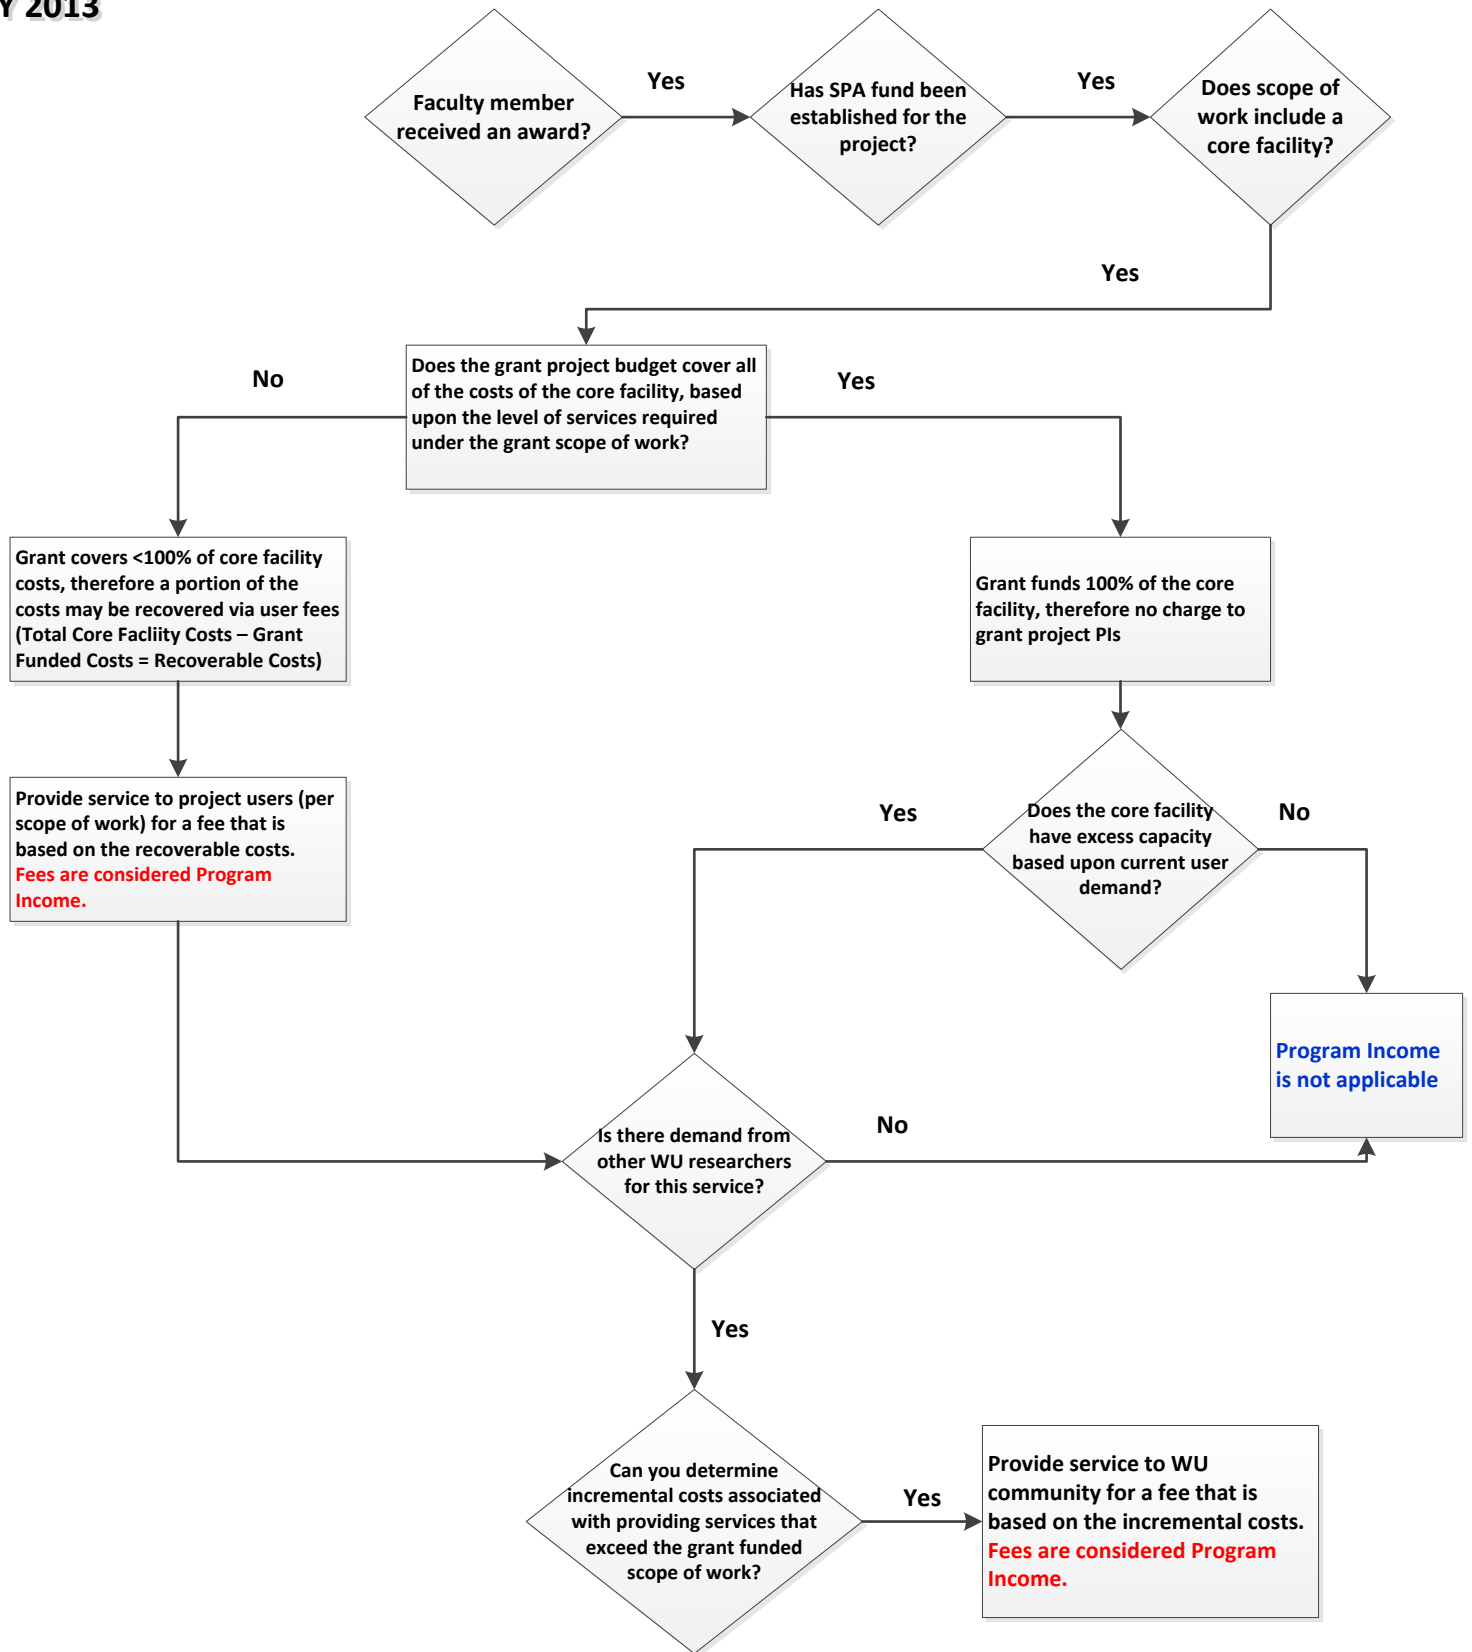 Y 2013
Faculty member
received an award?
Yes
Has SPA fund been
established for the
project?
Yes
Does scope of
work include a
core facility?
Yes
No
Does the grant project budget cover all
of the costs of the core facility, based
upon the level of services required
under the grant scope of work?
Yes
Grant covers <100% of core facility
costs, therefore a portion of the
costs may be recovered via user fees
(Total Core Facliity Costs – Grant
Funded Costs = Recoverable Costs)
Grant funds 100% of the core
facility, therefore no charge to
grant project PIs
Provide service to project users (per
scope of work) for a fee that is
based on the recoverable costs.
Fees are considered Program
Income.
Yes
Does the core facility
have excess capacity
based upon current user
demand?
No
Program Income
is not applicable
Is there demand from
other WU researchers
for this service?
No
Yes
Can you determine
incremental costs associated
with providing services that
exceed the grant funded
scope of work?
Yes
Provide service to WU
community for a fee that is
based on the incremental costs.
Fees are considered Program
Income.